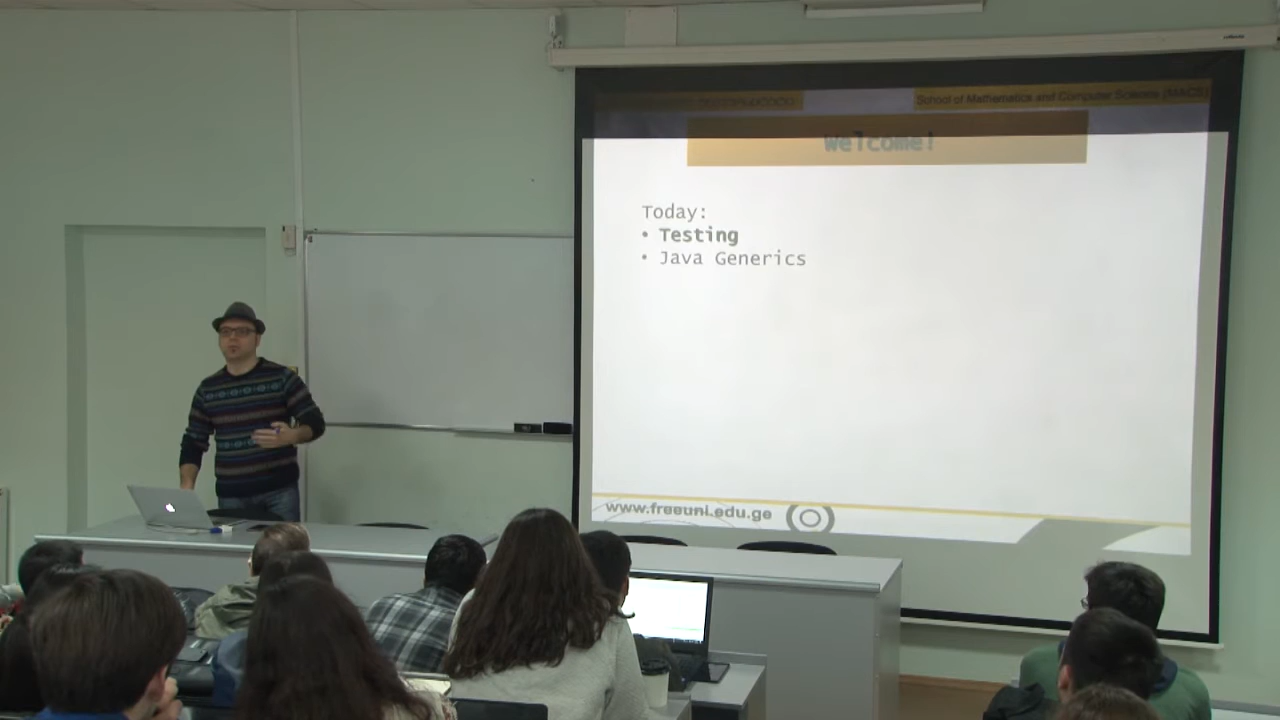 School of Mathematics and Computer Science (MACS)
Welcome!
Today:
• Testing
• Java Generics
www.freeuni.edu.ge